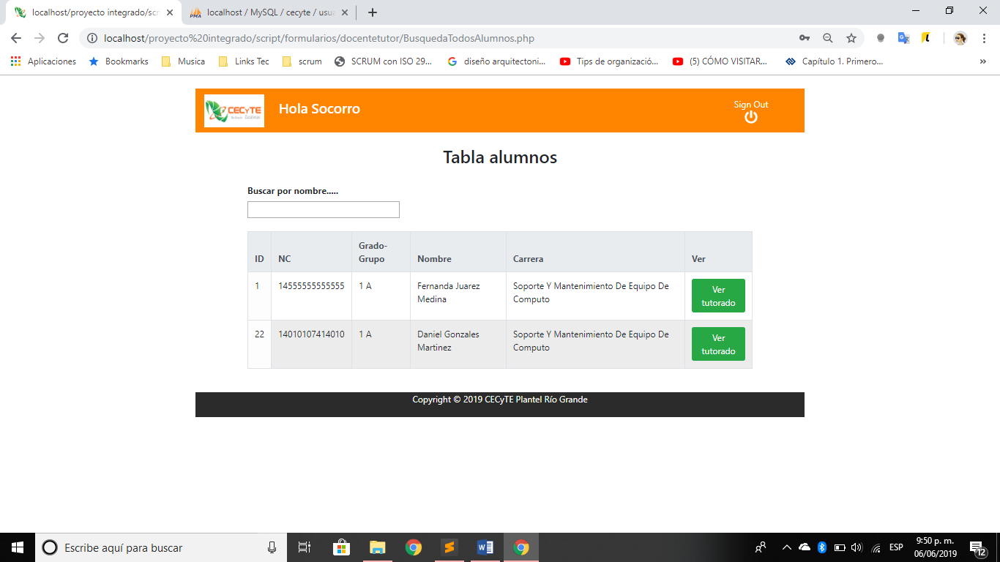 localhost/proyecto integrado/scr
localhost / MySQL / cecyte / usua
localhost/proyecto%20integrado/script/formularios/docentetutor/BusquedaTodosAlumnos.php
Aplicaciones
Bookmarks
Musica
Links Tec
scrum
SCRUM con ISO 29...
diseño arquitectoni...
Tips de organizació...
(5) CÓMO VISITAR...
Capítulo 1. Primero...
»
CECyTE
Hola Socorro
Sign Out
Tabla alumnos
Buscar por nombre.....
ID NC Grado-
Grupo Nombre Carrera Ver
1 14555555555555 1 A Fernanda Juarez
Medina Soporte Y Mantenimiento De Equipo De
Computo Ver
tutorado
22 14010107414010 1 A Daniel Gonzales
Martinez Soporte Y Mantenimiento De Equipo De
Computo Ver
tutorado
Copyright © 2019 CECyTE Plantel Río Grande
Escribe aquí para buscar
ESP
9:50 p. m.
06/06/2019
12